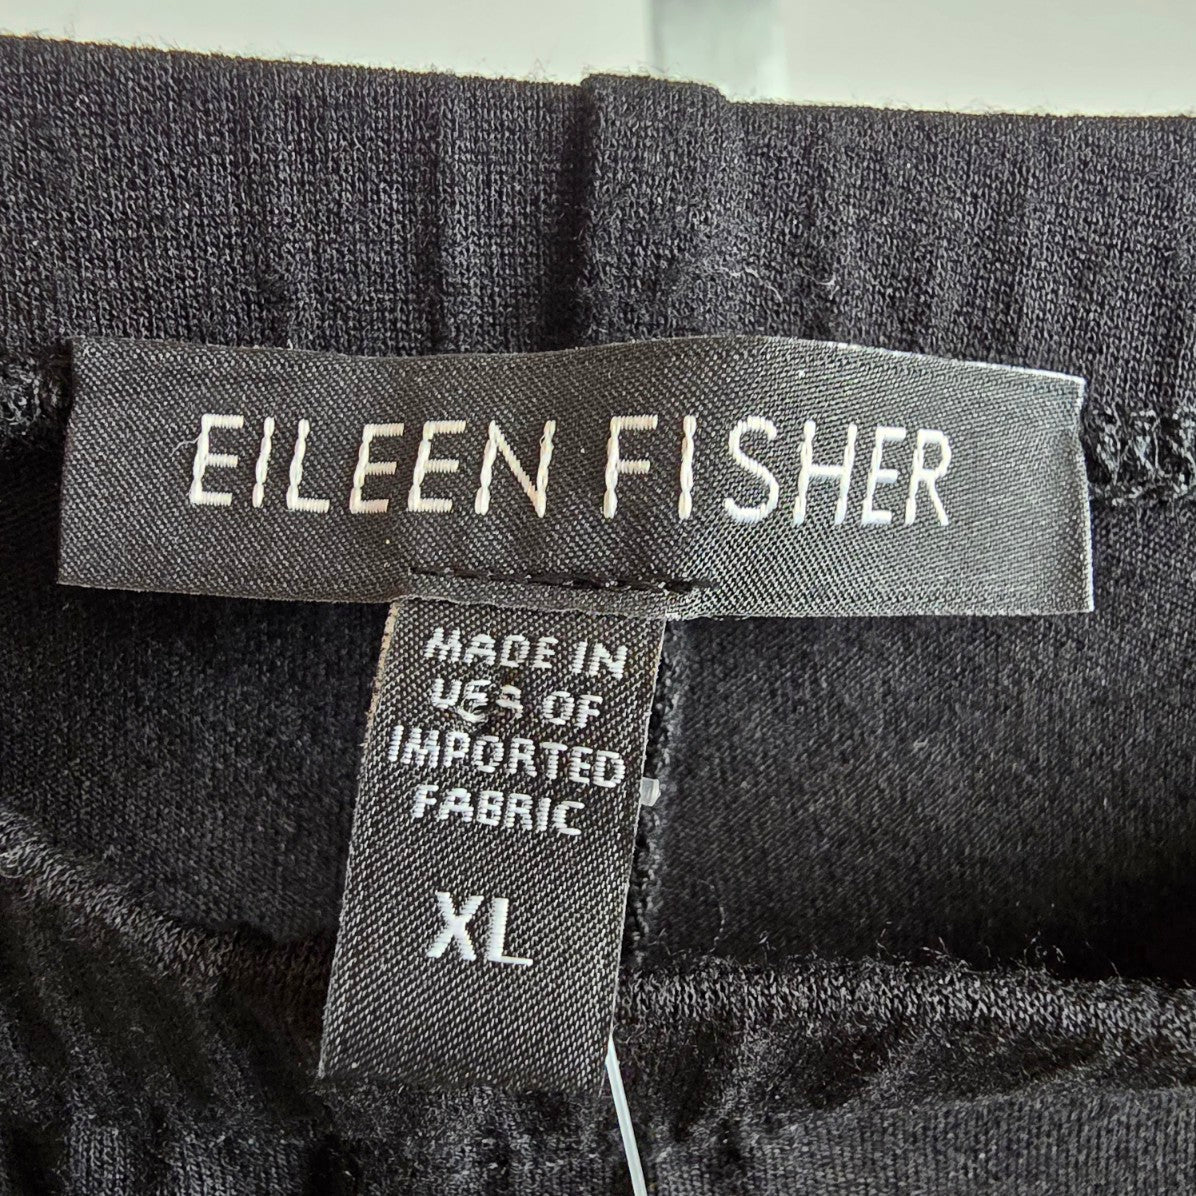 EILEEN FISHER
MADE IN
USA OF
IMPORTED
FABRIC
XL